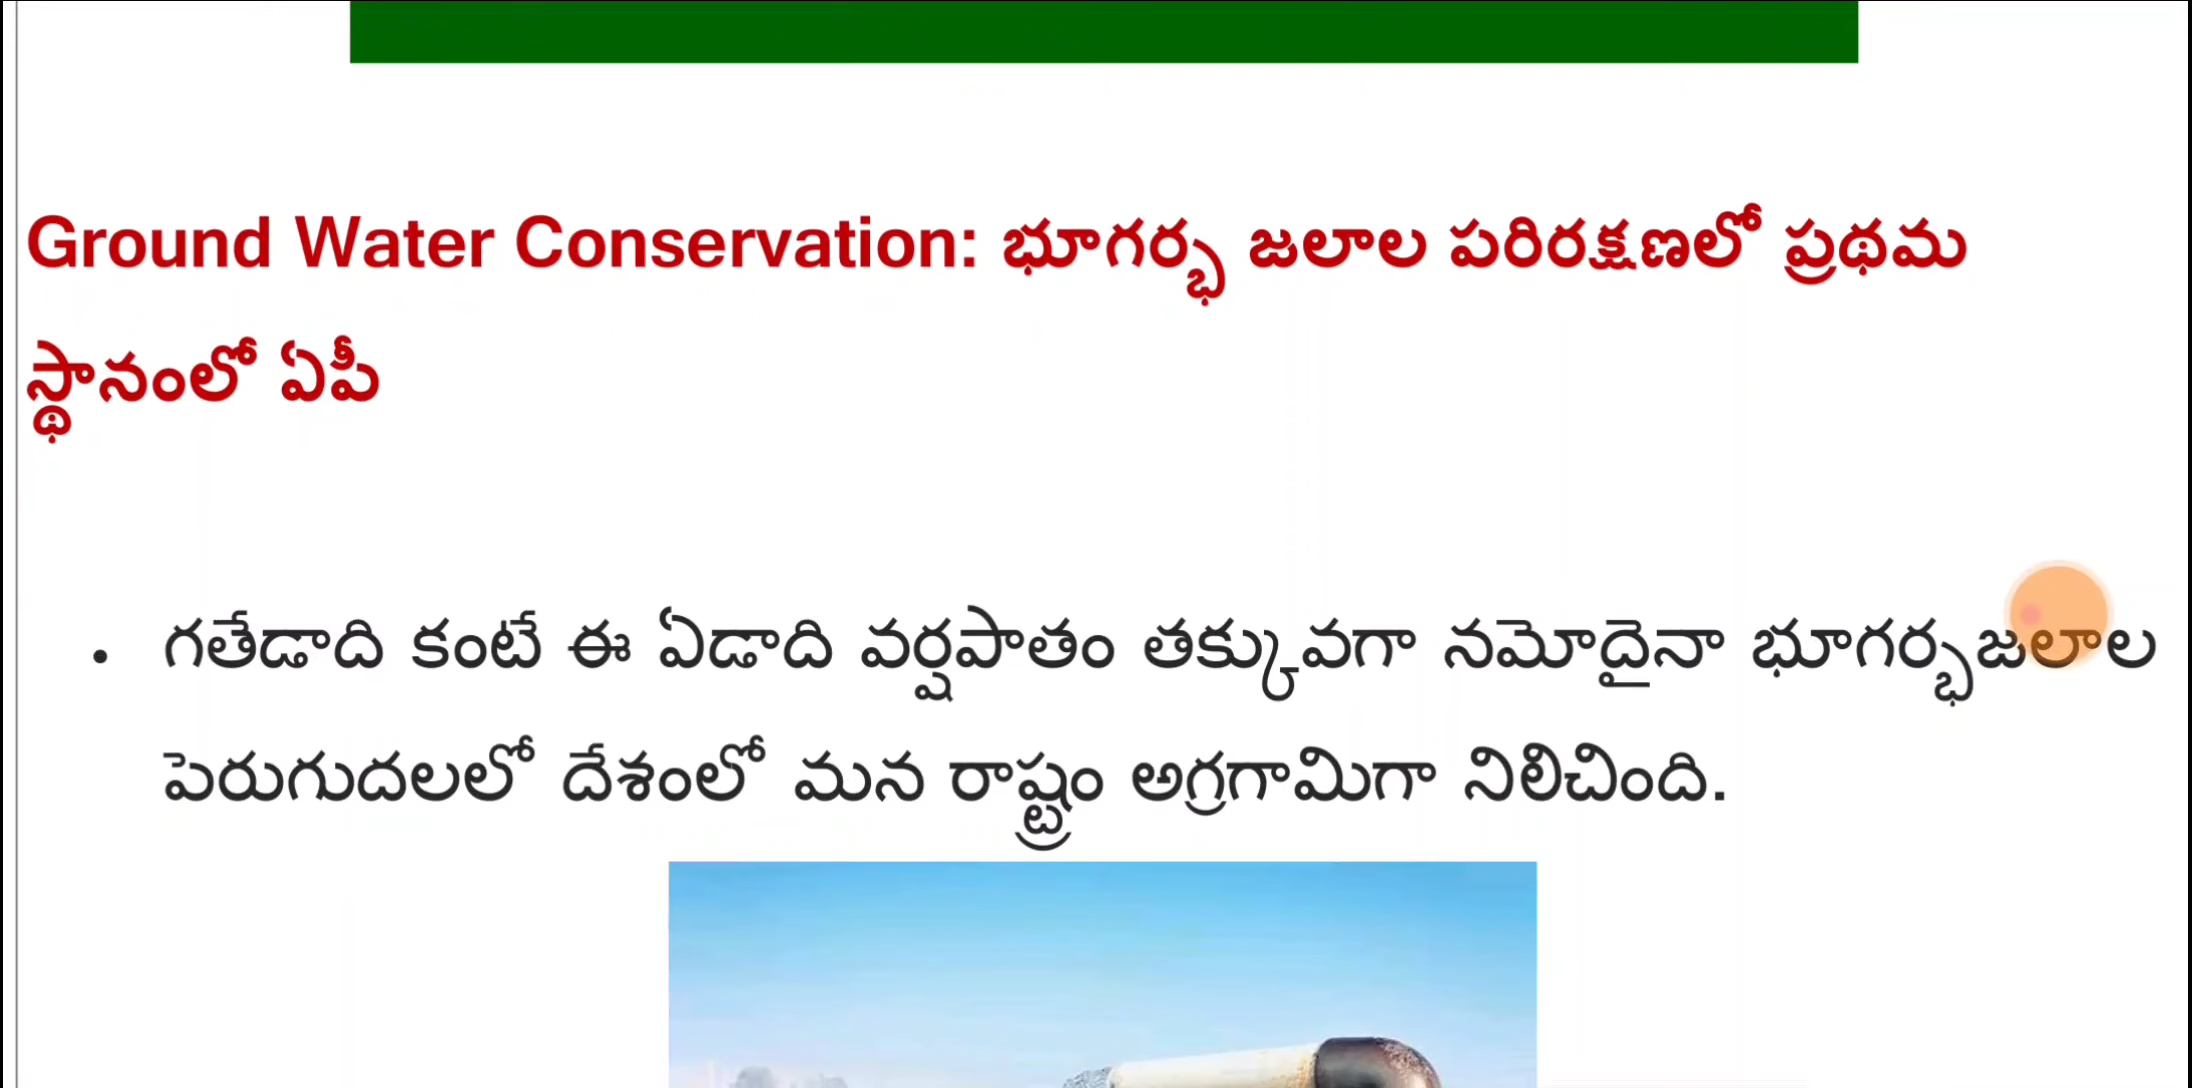 Ground Water Conservation: భూగర్భ జలాల పరిరక్షణలో ప్రథమ
స్థానంలో ఏపీ
• గతేడాది కంటే ఈ ఏడాది వర్షపాతం తక్కువగా నమోదైనా భూగర్భజలాల
పెరుగుదలలో దేశంలో మన రాష్ట్రం అగ్రగామిగా నిలిచింది.